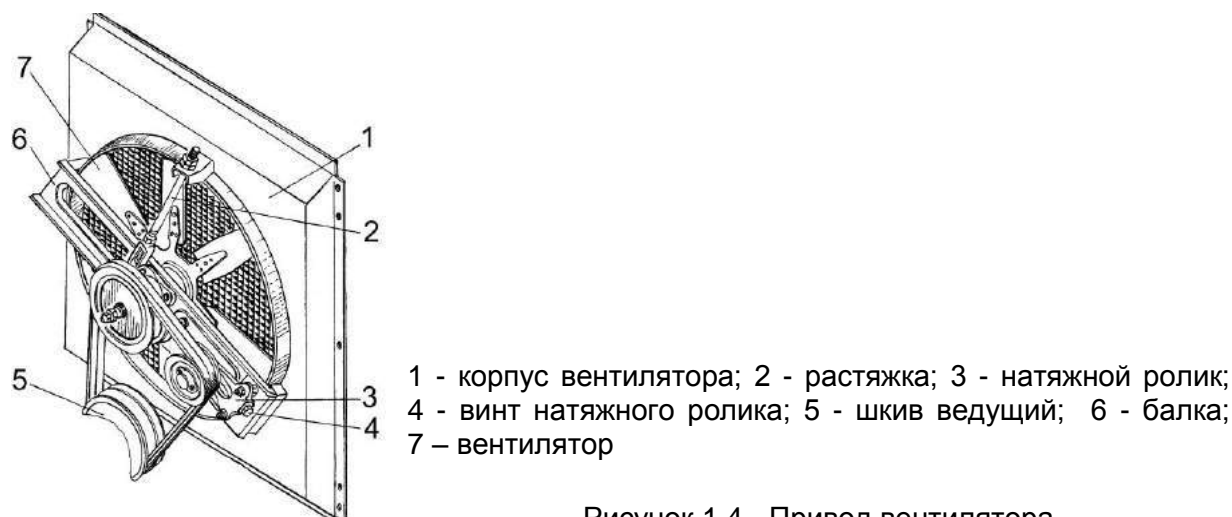 7
6
1
2
5
3
4
1 - корпус вентилятора; 2 - растяжка; 3 - натяжной ролик;
4 - винт натяжного ролика; 5 - шкив ведущий; 6 - балка;
7 – вентилятор
Рисунок 1.4 - Привод вентилятора